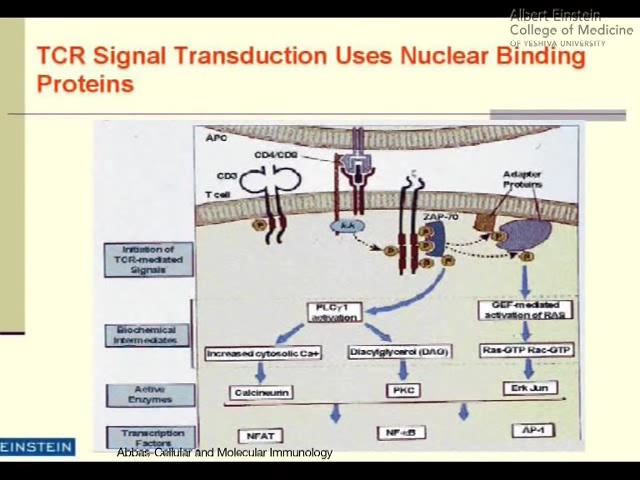 Albert Einstein
College of Medicine
OF YESHIVA UNIVERSITY
TCR Signal Transduction Uses Nuclear Binding
Proteins
APC
CD4/CD8
CD3
T cell
Adapter
Proteins
ZAP-70
P
P
P
P
P
P
P
Initiation of
TCR-mediated
Signals
PLCγ1
activation
GEF-mediated
activation of RAS
Biochemical
Intermediates
Increased cytosolic Ca+
Diacylglycerol (DAG)
Ras-GTP Rac-GTP
Active
Enzymes
Calcineurin
PKC
Erk Jun
Transcription
Factors
NFAT
NF-κB
AP-1
EINSTEIN
Abbas Cellular and Molecular Immunology